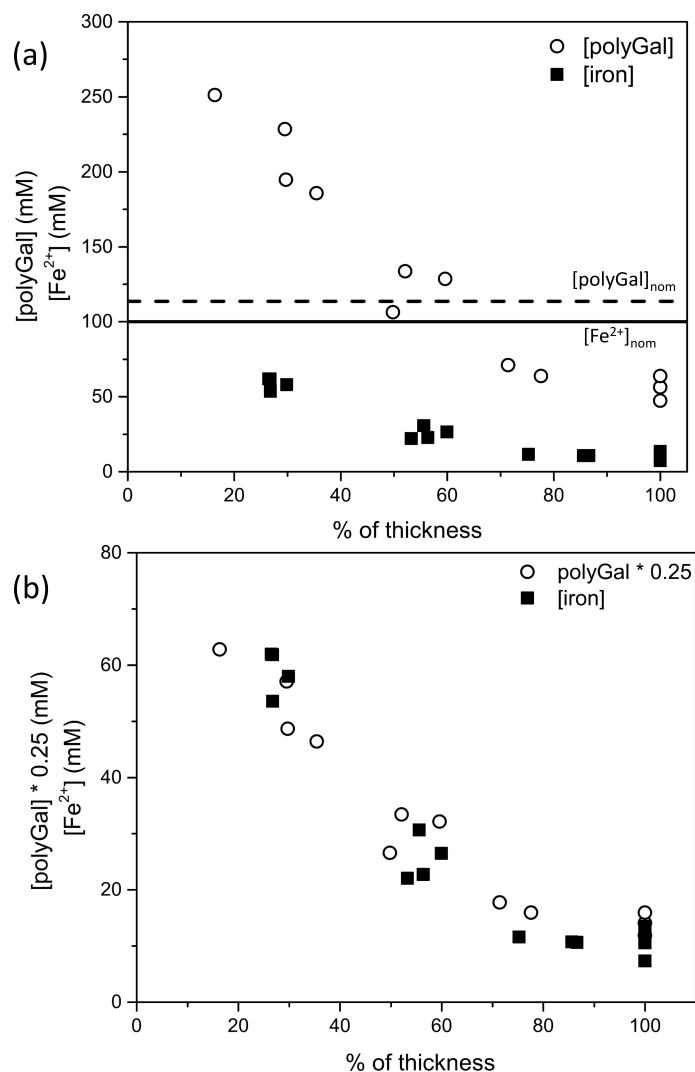 (a)
[polyGal]
[iron]
300
250
200
150
100
50
0
[polyGal] (mM)
[Fe²⁺] (mM)
[polyGal]nom
[Fe²⁺]nom
0 20 40 60 80 100
% of thickness
(b)
polyGal * 0.25
[iron]
80
60
40
20
0
[polyGal] * 0.25 (mM)
[Fe²⁺] (mM)
0 20 40 60 80 100
% of thickness